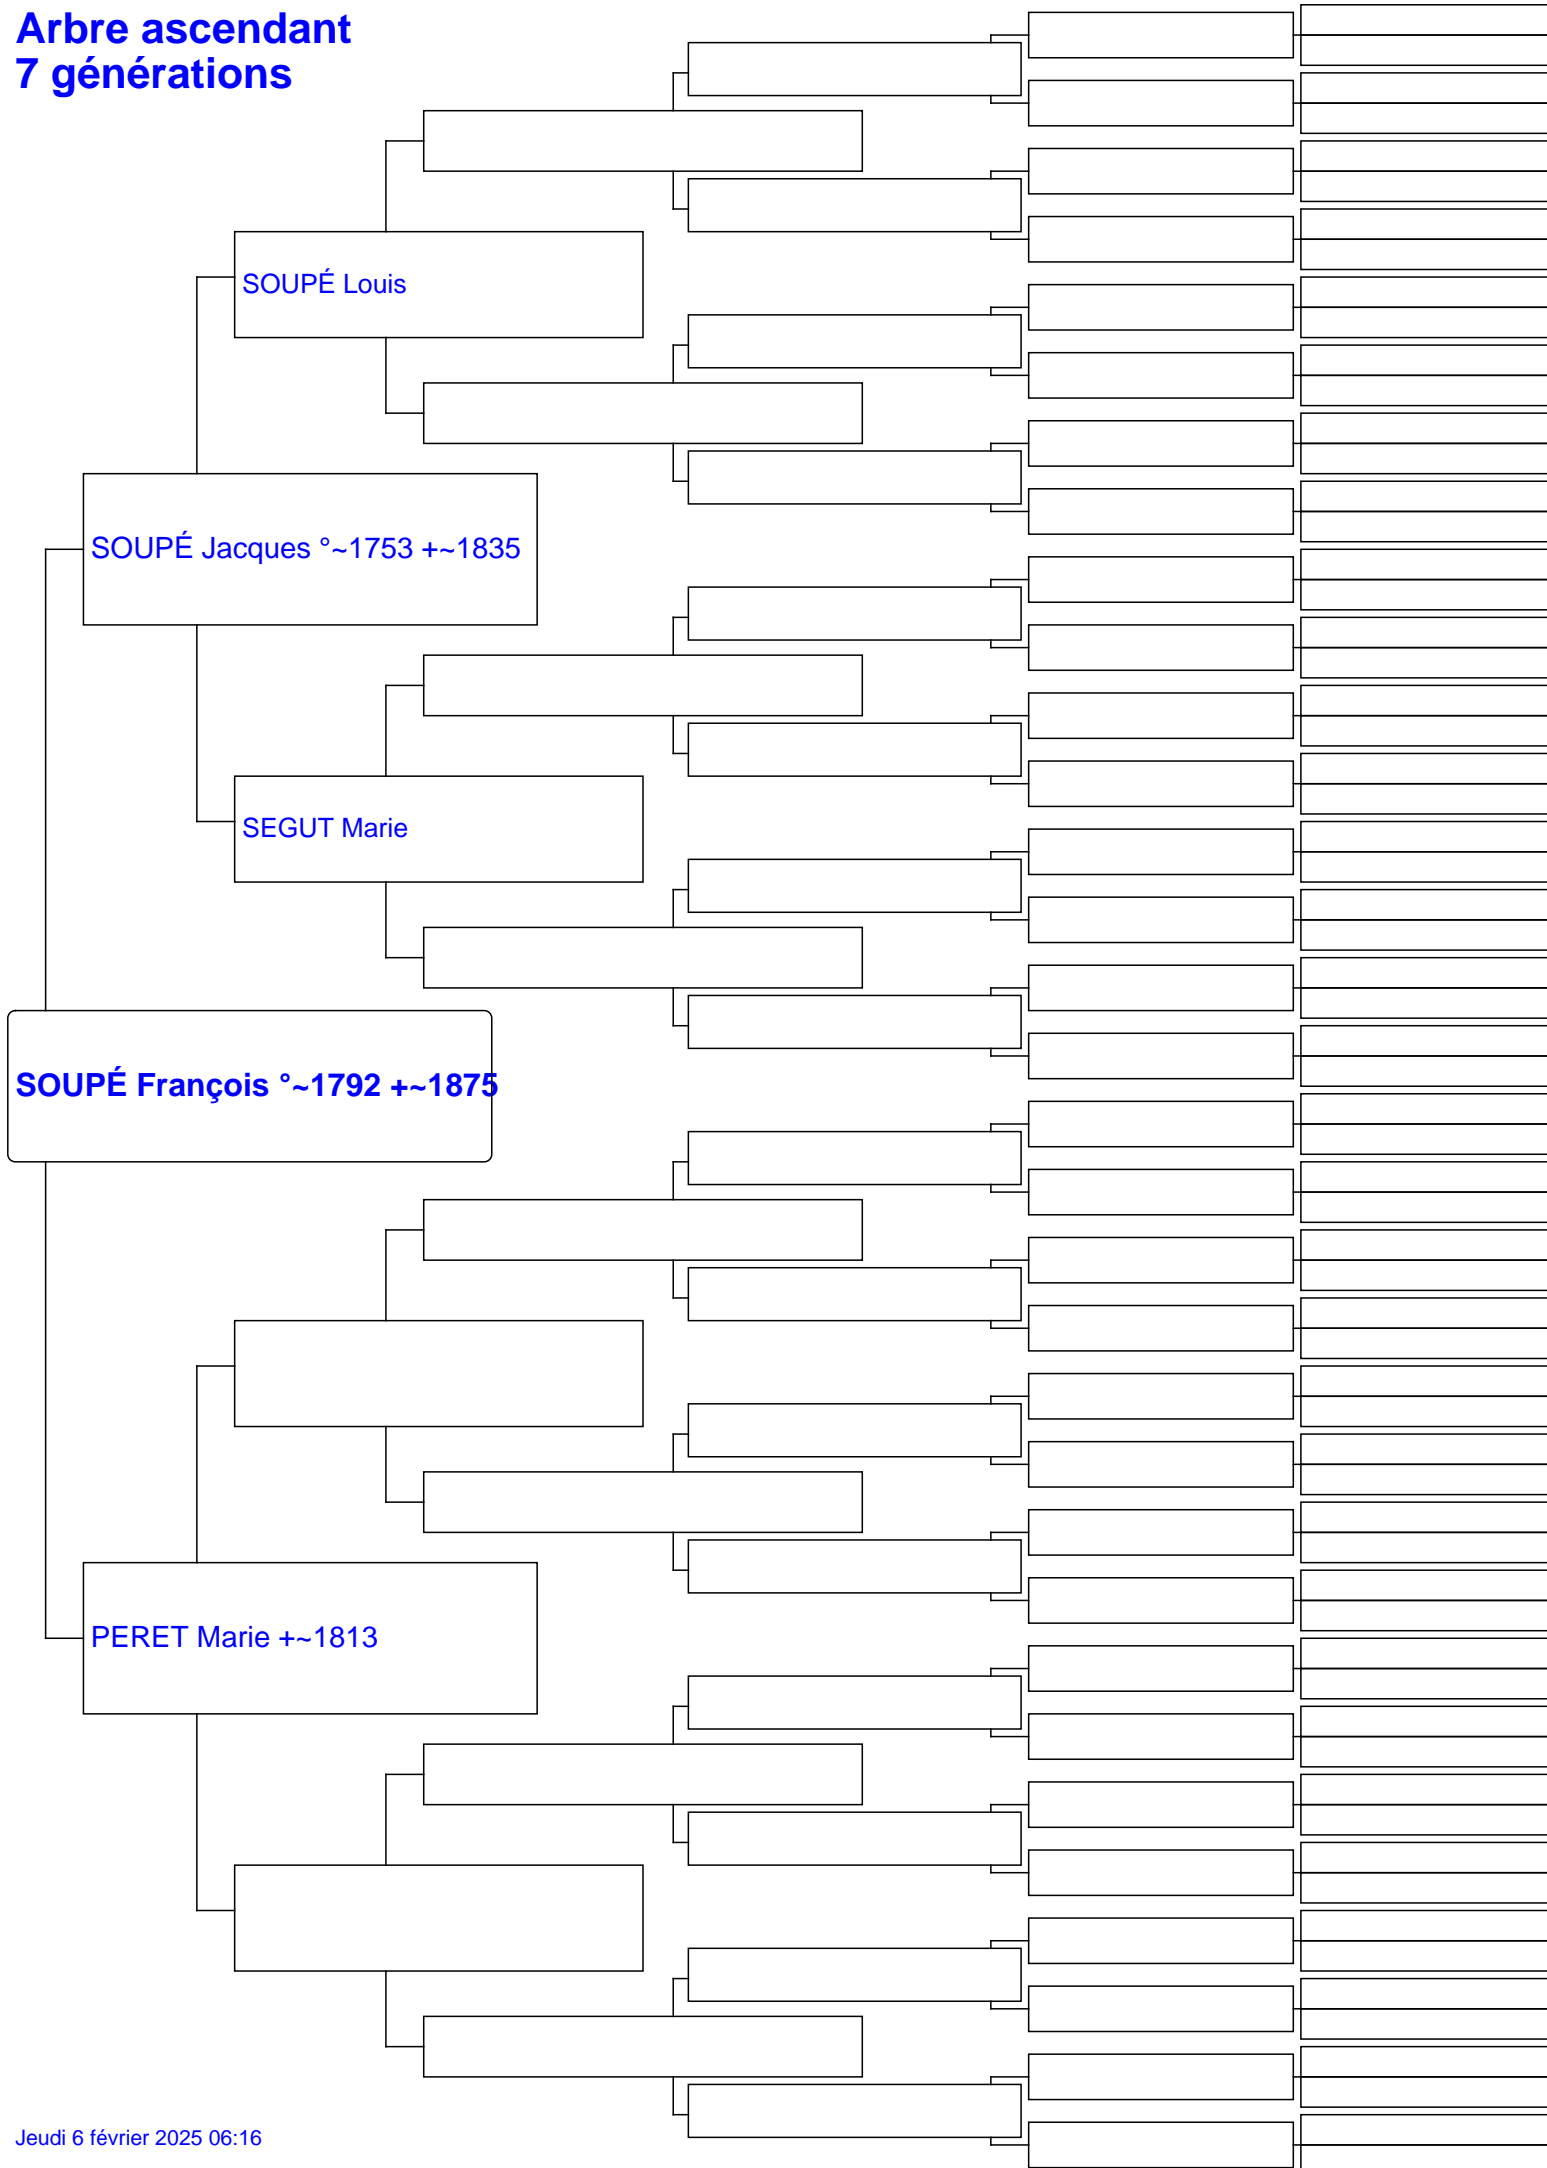 Arbre ascendant
7 générations
SOUPÉ Louis
SOUPÉ Jacques °~1753 +~1835
SEGUT Marie
SOUPÉ François °~1792 +~1875
PERET Marie +~1813
Jeudi 6 février 2025 06:16